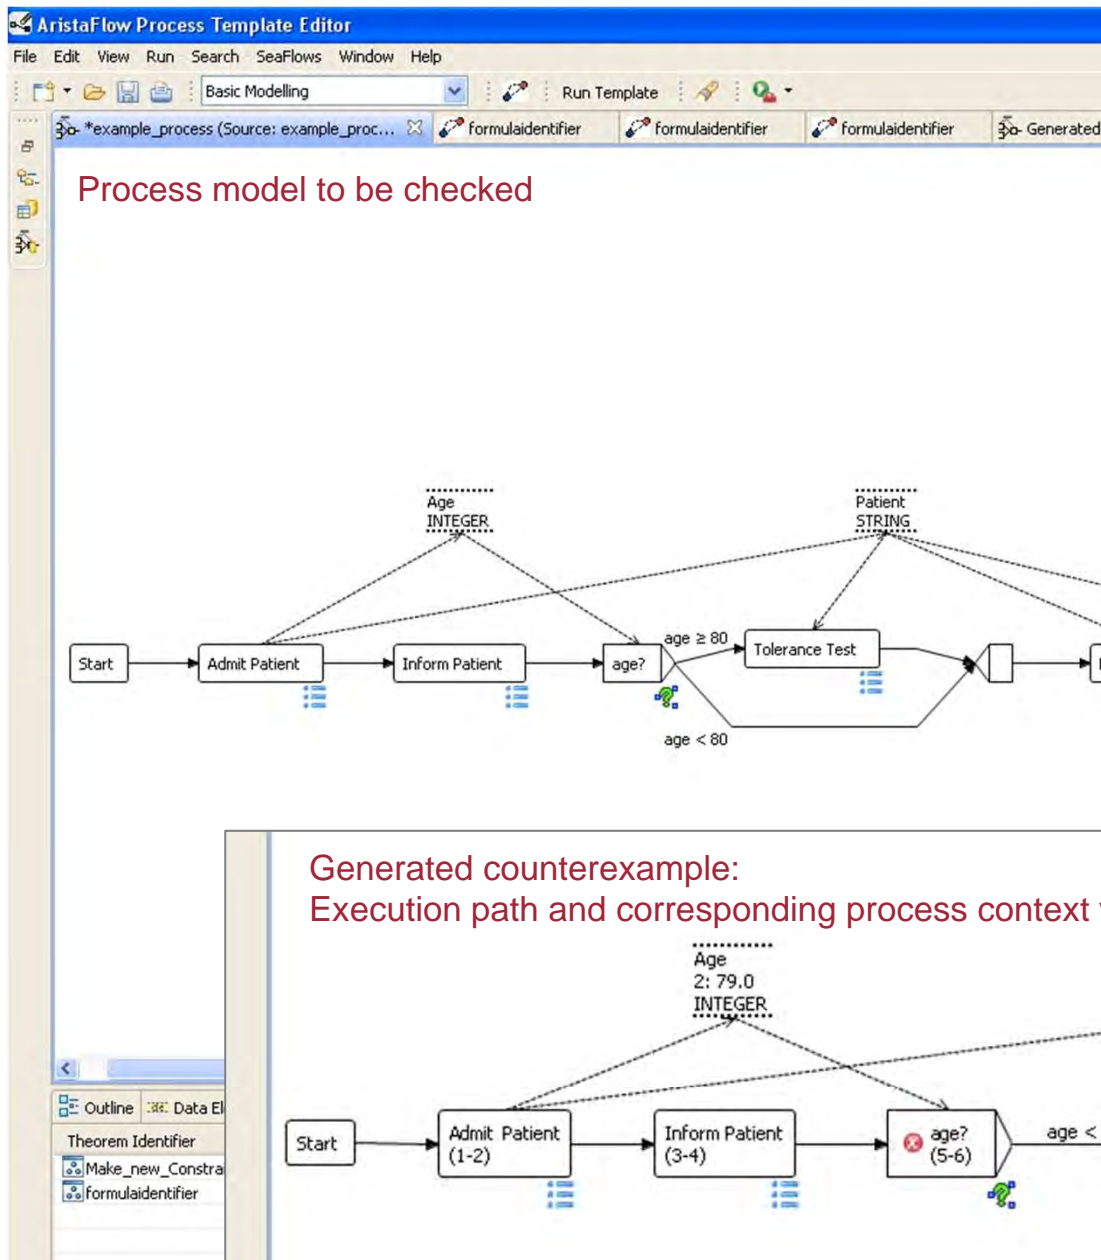 AristaFlow Process Template Editor
File Edit View Run Search SeaFlows Window Help
Basic Modelling Run Template
*example_process (Source: example_proc... formulaidentifier formulaidentifier formulaidentifier Generated
Process model to be checked
Age
INTEGER
Patient
STRING
age ≥ 80
Start Admit Patient Inform Patient age? Tolerance Test
age < 80
Generated counterexample:
Execution path and corresponding process context
Age
2: 79.0
INTEGER
Outline Data El
Theorem Identifier
Make_new_Constra
formulaidentifier
Start
Admit Patient
(1-2)
Inform Patient
(3-4)
age?
(5-6)
age <